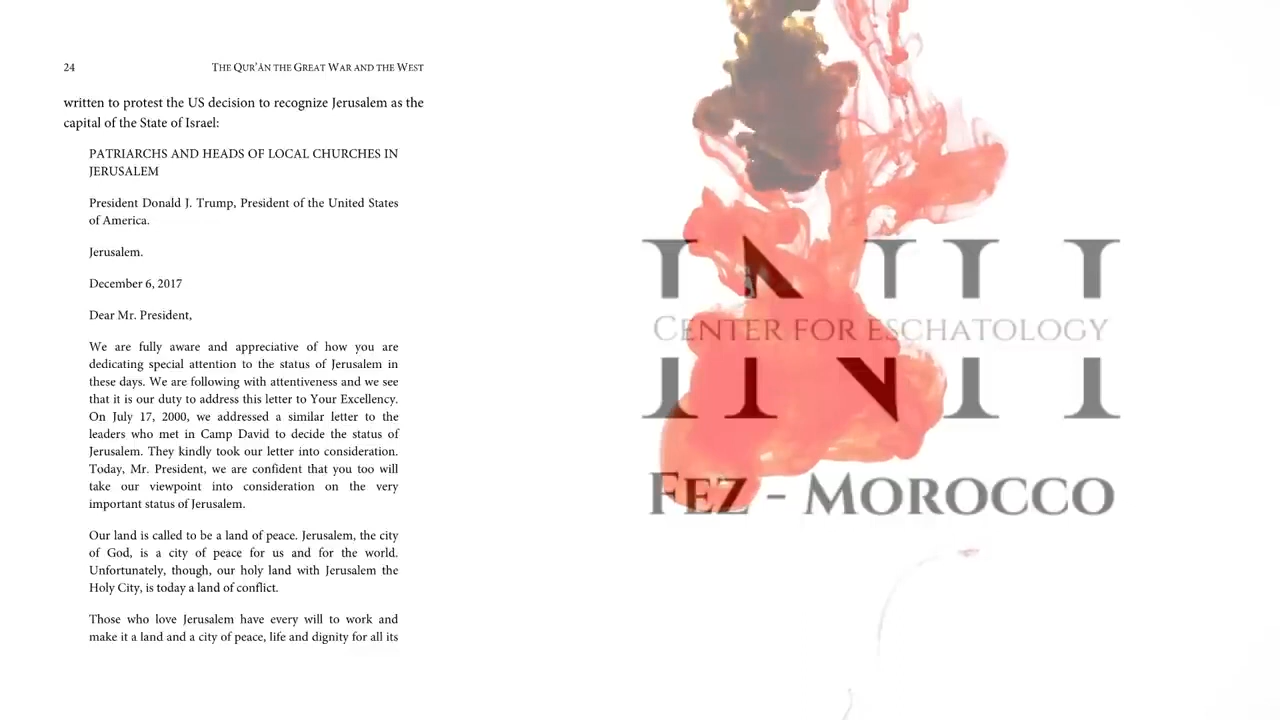 24
THE QUR'ĀN THE GREAT WAR AND THE WEST
written to protest the US decision to recognize Jerusalem as the
capital of the State of Israel:
PATRIARCHS AND HEADS OF LOCAL CHURCHES IN
JERUSALEM
President Donald J. Trump, President of the United States
of America.
Jerusalem.
December 6, 2017
Dear Mr. President,
We are fully aware and appreciative of how you are
dedicating special attention to the status of Jerusalem in
these days. We are following with attentiveness and we see
that it is our duty to address this letter to Your Excellency.
On July 17, 2000, we addressed a similar letter to the
leaders who met in Camp David to decide the status of
Jerusalem. They kindly took our letter into consideration.
Today, Mr. President, we are confident that you too will
take our viewpoint into consideration on the very
important status of Jerusalem.
Our land is called to be a land of peace. Jerusalem, the city
of God, is a city of peace for us and for the world.
Unfortunately, though, our holy land with Jerusalem the
Holy City, is today a land of conflict.
Those who love Jerusalem have every will to work and
make it a land and a city of peace, life and dignity for all its
INH
CENTER FOR ESCHATOLOGY
FEZ - MOROCCO